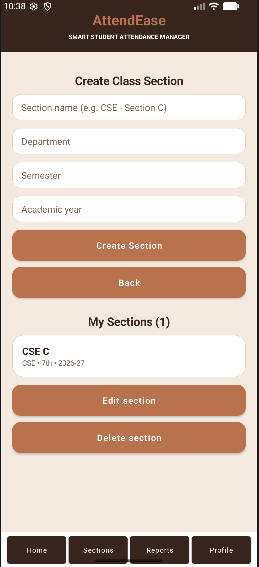 10:38
AttendEase
SMART STUDENT ATTENDANCE MANAGER
Create Class Section
Section name (e.g. CSE - Section C)
Department
Semester
Academic year
Create Section
Back
My Sections (1)
CSE C
CSE • 7th • 2026-27
Edit section
Delete section
Home Sections Reports Profile